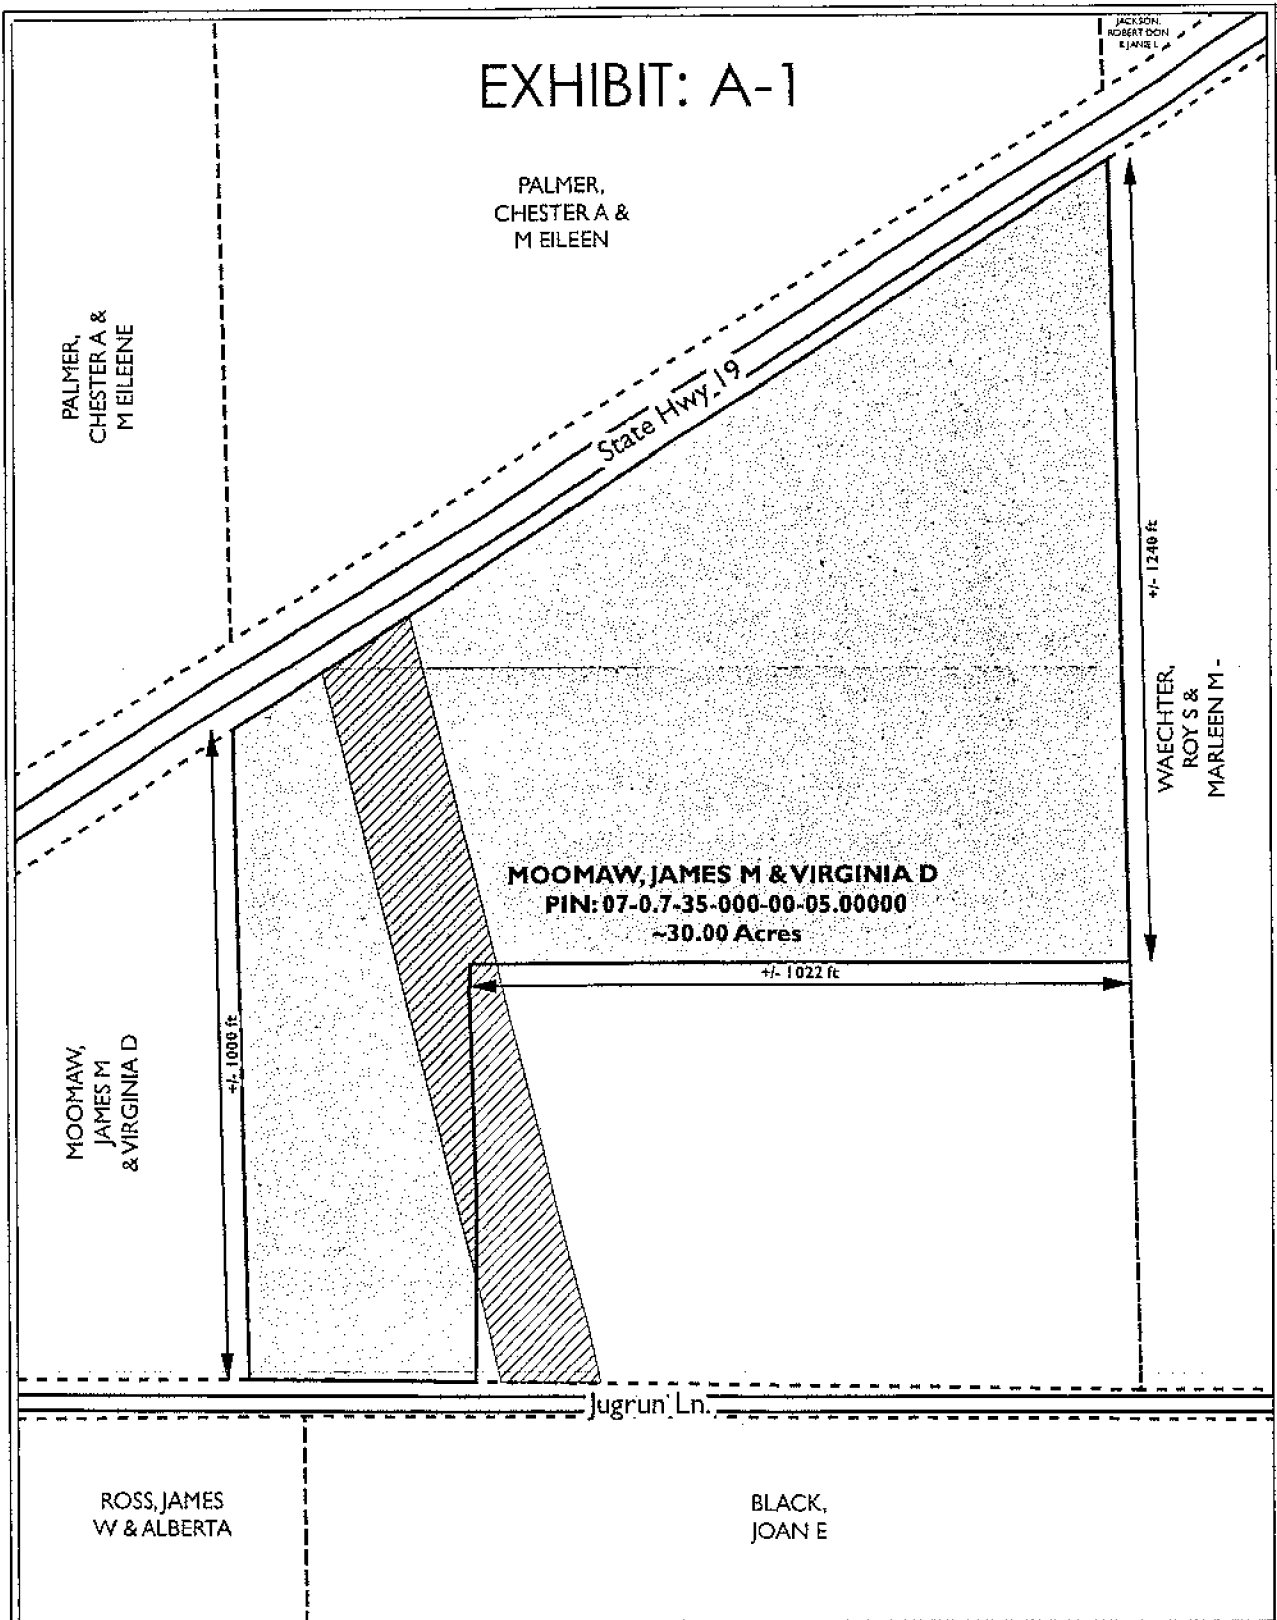 JACKSON,
ROBERT DON
& JANIE L
EXHIBIT: A-1
PALMER,
CHESTER A &
M EILEEN
PALMER,
CHESTER A &
M EILEENE
State Hwy 19
+/- 1240 ft
WAECHTER,
ROY S &
MARLEEN M -
MOOMAW, JAMES M & VIRGINIA D
PIN: 07-0.7-35-000-00-05.00000
~30.00 Acres
+/- 1022 ft
+/- 1000 ft
MOOMAW,
JAMES M
& VIRGINIA D
Jugrun Ln.
ROSS, JAMES
W & ALBERTA
BLACK,
JOAN E